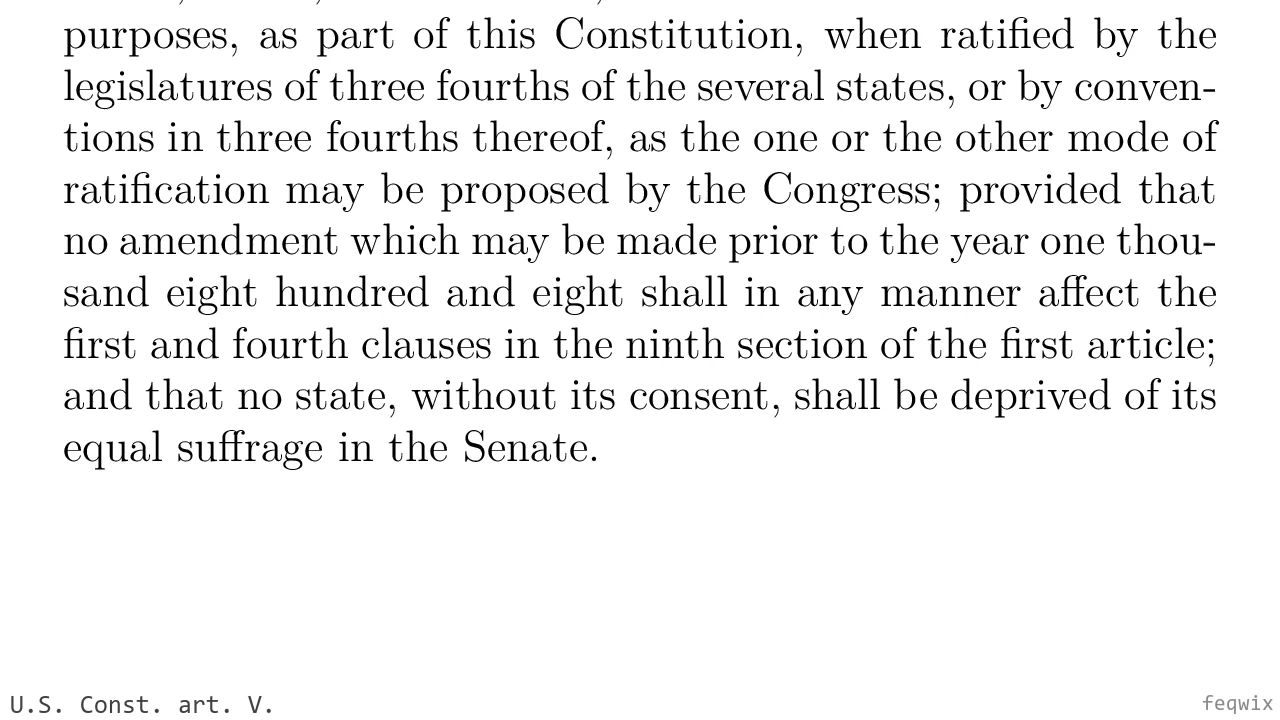 purposes, as part of this Constitution, when ratified by the
legislatures of three fourths of the several states, or by conven-
tions in three fourths thereof, as the one or the other mode of
ratification may be proposed by the Congress; provided that
no amendment which may be made prior to the year one thou-
sand eight hundred and eight shall in any manner affect the
first and fourth clauses in the ninth section of the first article;
and that no state, without its consent, shall be deprived of its
equal suffrage in the Senate.
U.S. Const. art. V.
feqwix